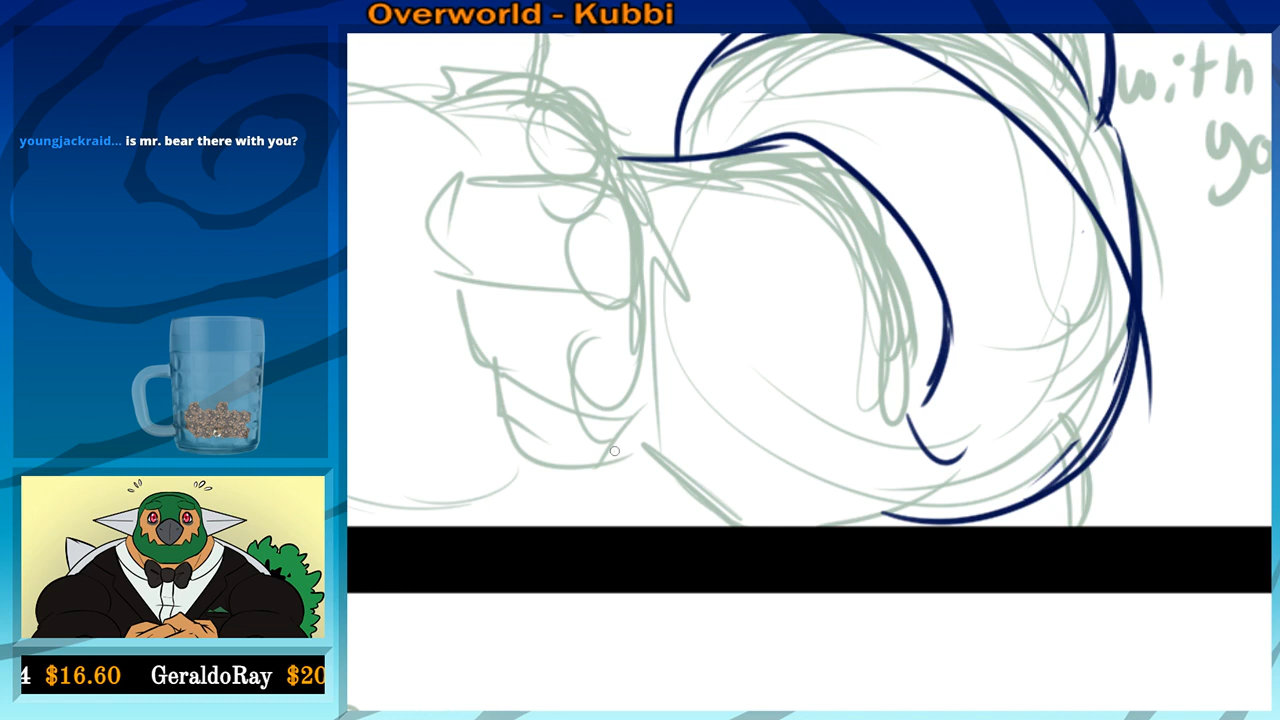 Overworld - Kubbi
with
yo
youngjackraid... is mr. bear there with you?
4 $16.60 GeraldoRay $20